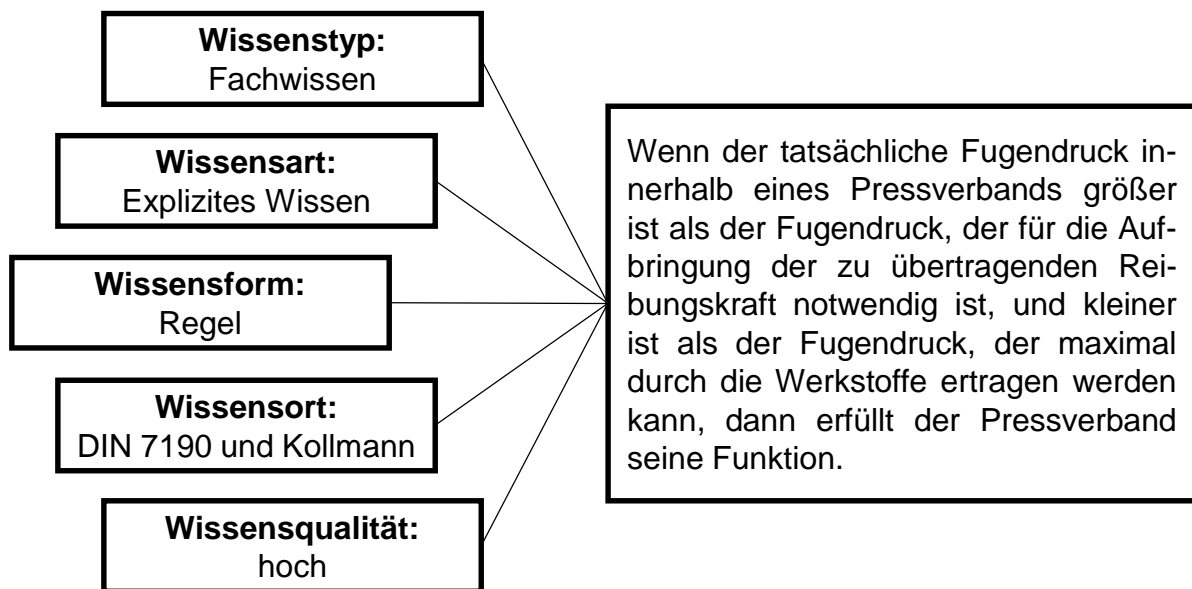 Wissenstyp:
Fachwissen
Wissensart:
Explizites Wissen
Wissensform:
Regel
Wissensort:
DIN 7190 und Kollmann
Wissensqualität:
hoch
Wenn der tatsächliche Fugendruck in-
nerhalb eines Pressverbands größer
ist als der Fugendruck, der für die Auf-
bringung der zu übertragenden Rei-
bungskraft notwendig ist, und kleiner
ist als der Fugendruck, der maximal
durch die Werkstoffe ertragen werden
kann, dann erfüllt der Pressverband
seine Funktion.